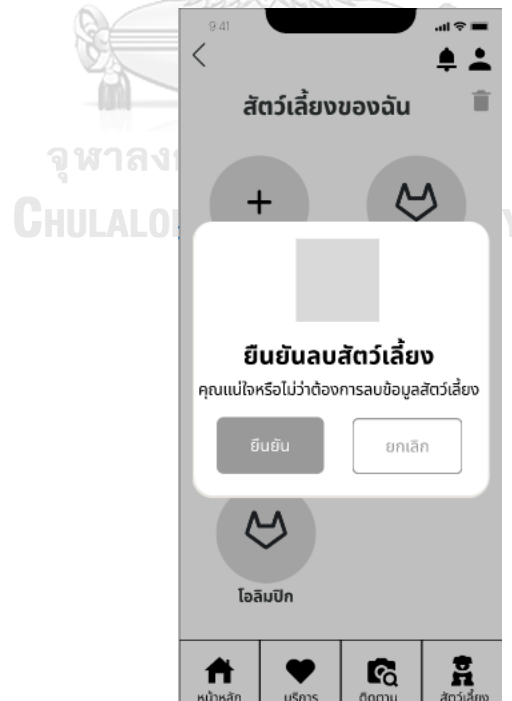 9:41
สัตว์เลี้ยงของฉัน
จุฬาลง
CHULALO
ยืนยันลบสัตว์เลี้ยง
คุณแน่ใจหรือไม่ว่าต้องการลบข้อมูลสัตว์เลี้ยง
ยืนยัน ยกเลิก
โอลิมปิก
หน้าหลัก บริการ ติดตาม สัตว์เลี้ยง